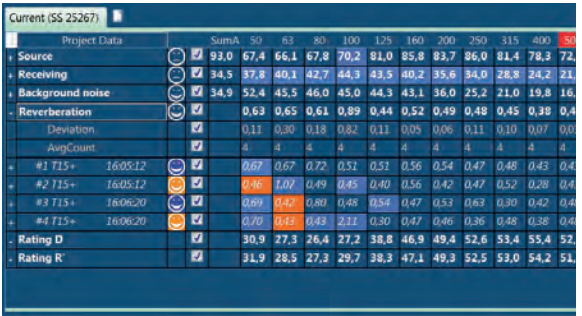 Current (SS 25267)
Project Data SumA 50 63 80 100 125 160 200 250 315 400 50
Source 93,0 67,4 66,1 67,8 70,2 81,0 85,8 83,7 86,0 81,4 78,3 72,
Receiving 34,5 37,8 40,1 42,7 44,3 43,5 40,2 35,6 34,0 28,8 24,2 21,
Background noise 34,9 52,4 45,5 46,0 45,0 44,3 43,1 36,0 25,2 21,0 19,8 16,
Reverberation 0,63 0,65 0,61 0,89 0,44 0,52 0,49 0,48 0,45 0,38 0,4
Deviation 0,11 0,30 0,18 0,82 0,11 0,05 0,06 0,11 0,10 0,07 0,0
AvgCount 4 4 4 4 4 4 4 4 4 4 4
#1 T15+ 16:05:12 0,67 0,67 0,72 0,51 0,51 0,56 0,54 0,47 0,48 0,43 0,4
#2 T15+ 16:05:12 0,46 1,07 0,49 0,45 0,40 0,56 0,42 0,47 0,52 0,28 0,4
#3 T15+ 16:06:20 0,69 0,42 0,80 0,48 0,54 0,47 0,53 0,63 0,30 0,42 0,4
#4 T15+ 16:06:20 0,70 0,43 0,43 2,11 0,30 0,47 0,46 0,36 0,48 0,38 0,4
Rating D 30,9 27,3 26,4 27,2 38,8 46,9 49,4 52,6 53,4 55,4 52,
Rating R' 31,9 28,5 27,3 29,7 38,3 47,1 49,3 52,5 53,0 54,2 51,